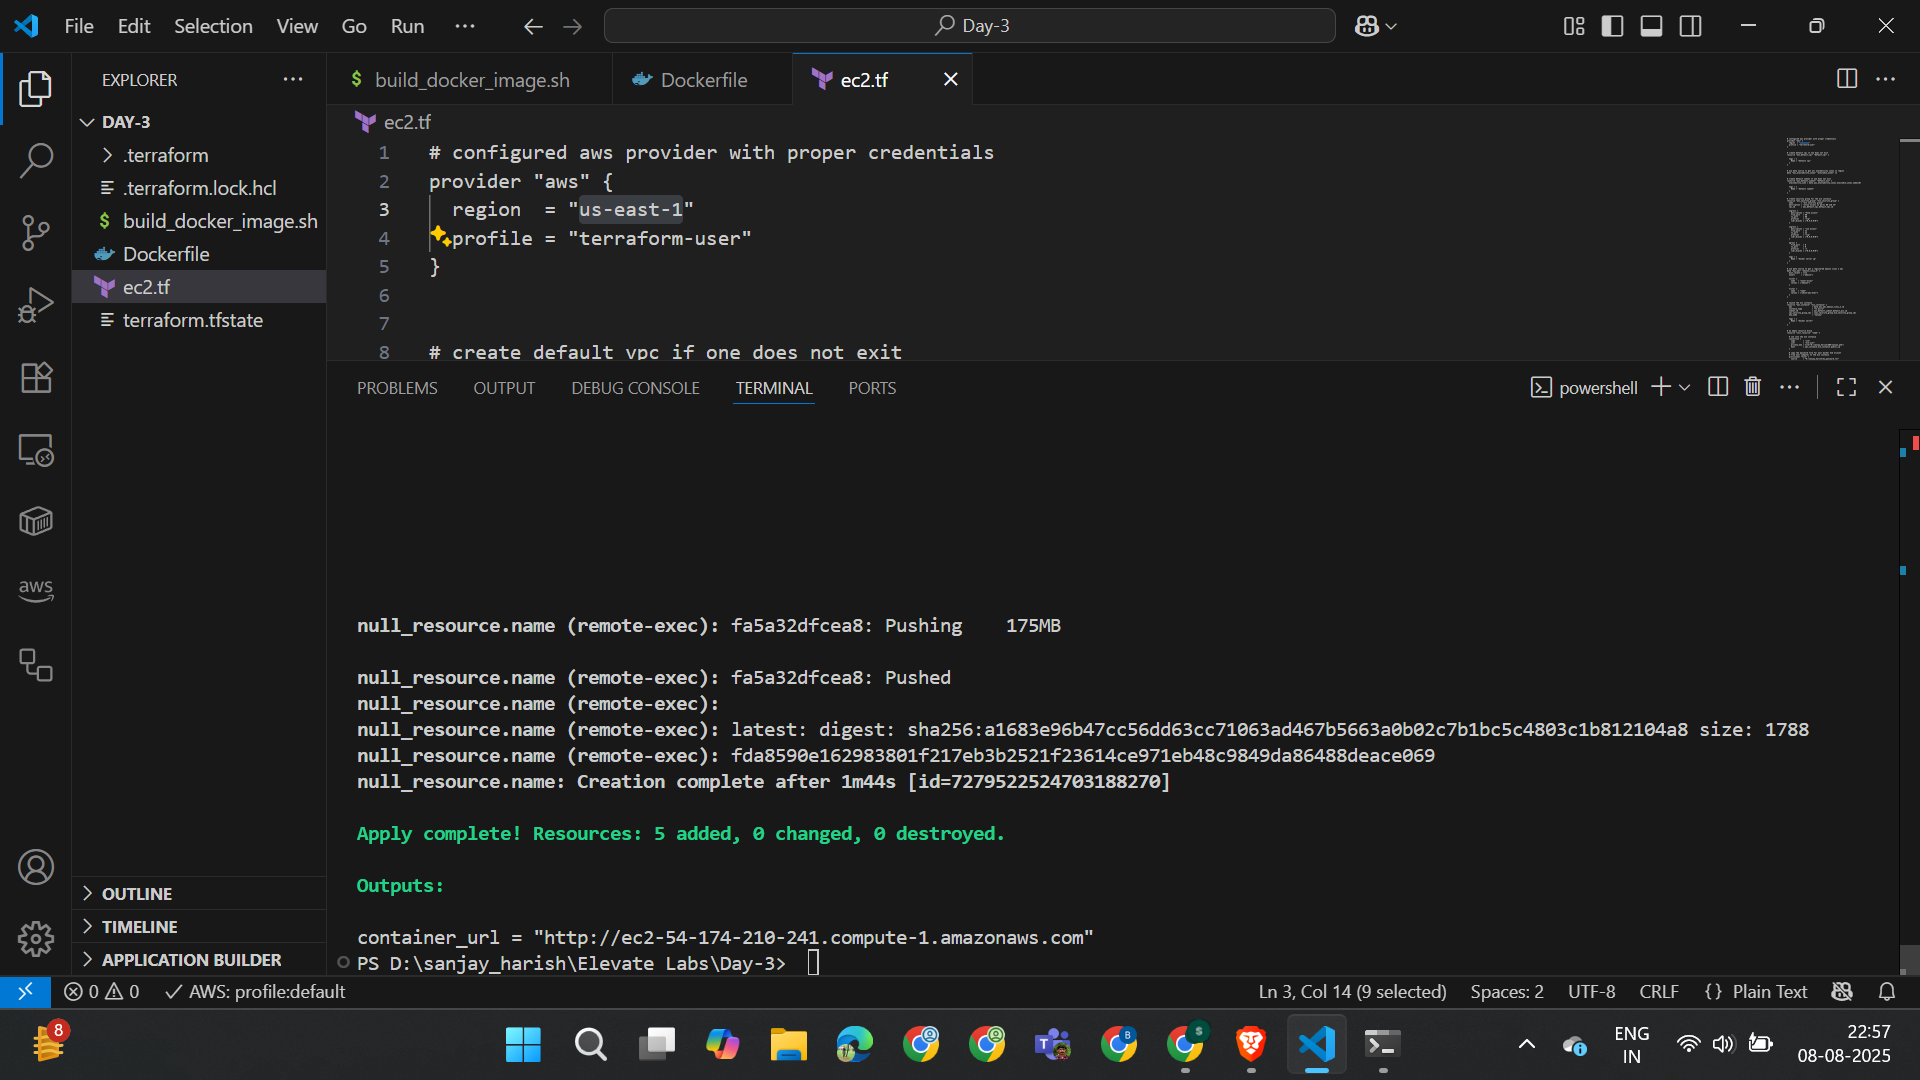 File Edit Selection View Go Run ... Day-3
EXPLORER
DAY-3
.terraform
.terraform.lock.hcl
$ build_docker_image.sh
Dockerfile
ec2.tf
terraform.tfstate
OUTLINE
TIMELINE
APPLICATION BUILDER
aws
$ build_docker_image.sh Dockerfile ec2.tf
ec2.tf
1 # configured aws provider with proper credentials
2 provider "aws" {
3 region = "us-east-1"
4 profile = "terraform-user"
5 }
6
7
8 # create default vpc if one does not exit
PROBLEMS OUTPUT DEBUG CONSOLE TERMINAL PORTS powershell
null_resource.name (remote-exec): fa5a32dfcea8: Pushing 175MB
null_resource.name (remote-exec): fa5a32dfcea8: Pushed
null_resource.name (remote-exec):
null_resource.name (remote-exec): latest: digest: sha256:a1683e96b47cc56dd63cc71063ad467b5663a0b02c7b1bc5c4803c1b812104a8 size: 1788
null_resource.name (remote-exec): fda8590e162983801f217eb3b2521f23614ce971eb48c9849da86488deace069
null_resource.name: Creation complete after 1m44s [id=7279522524703188270]
Apply complete! Resources: 5 added, 0 changed, 0 destroyed.
Outputs:
container_url = "http://ec2-54-174-210-241.compute-1.amazonaws.com"
PS D:\sanjay_harish\Elevate Labs\Day-3>
0 0 AWS: profile:default Ln 3, Col 14 (9 selected) Spaces: 2 UTF-8 CRLF {} Plain Text
8
ENG
IN
22:57
08-08-2025